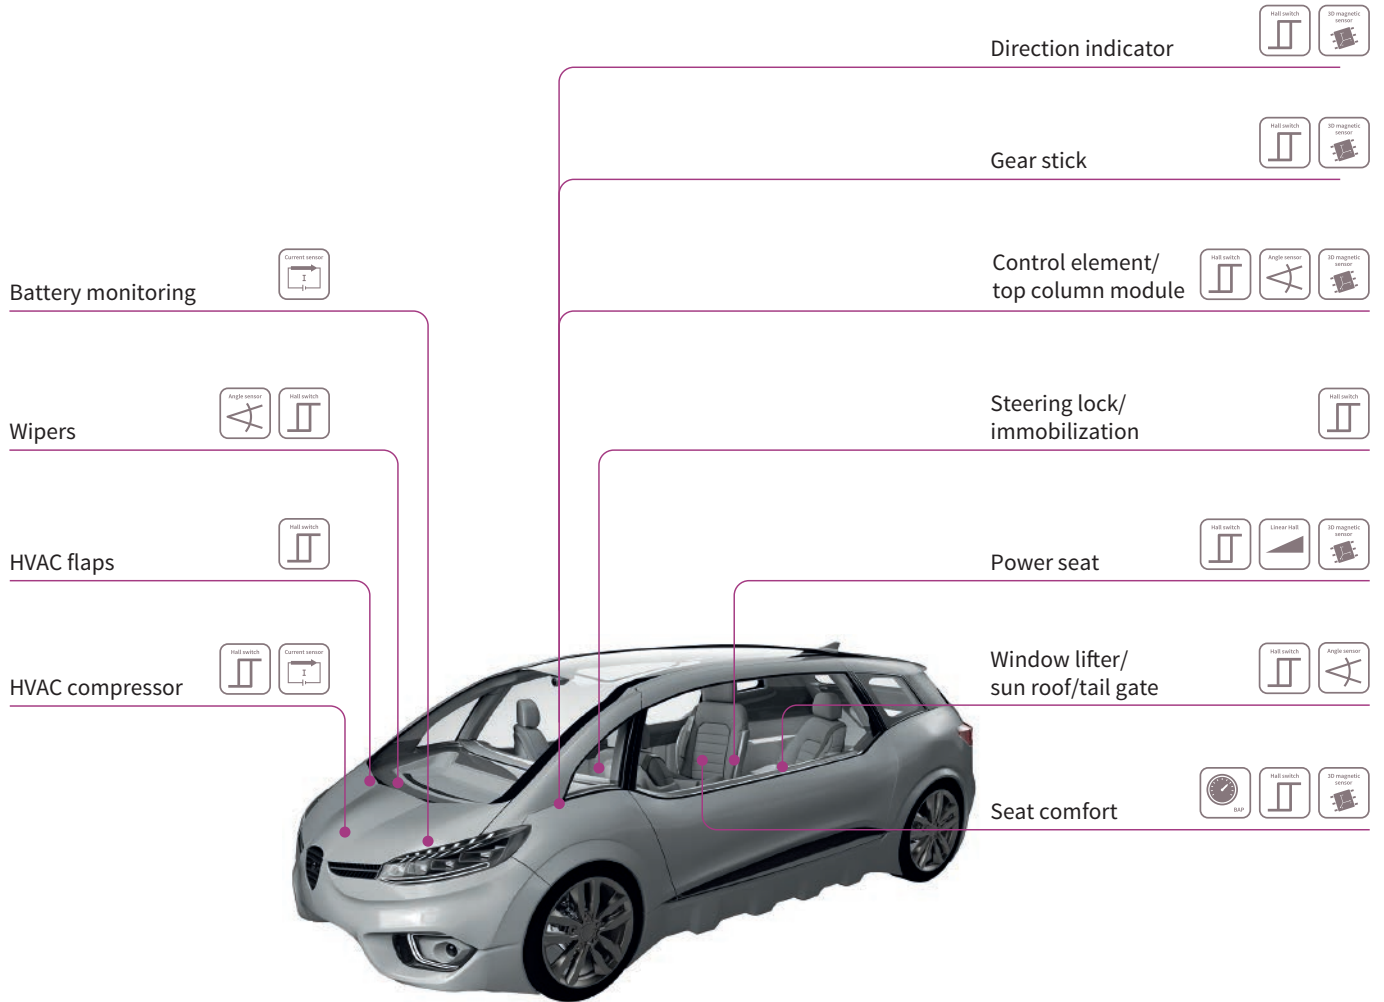 Hall switch
3D magnetic
sensor
Direction indicator
Hall switch
3D magnetic
sensor
Gear stick
Hall switch
Angle sensor
3D magnetic
sensor
Control element/
top column module
Hall switch
Steering lock/
immobilization
Hall switch
Linear Hall
3D magnetic
sensor
Power seat
Hall switch
Angle sensor
Window lifter/
sun roof/tail gate
BAP
Hall switch
3D magnetic
sensor
Seat comfort
Current sensor
I
Battery monitoring
Angle sensor
Hall switch
Wipers
Hall switch
HVAC flaps
Hall switch
Current sensor
I
HVAC compressor